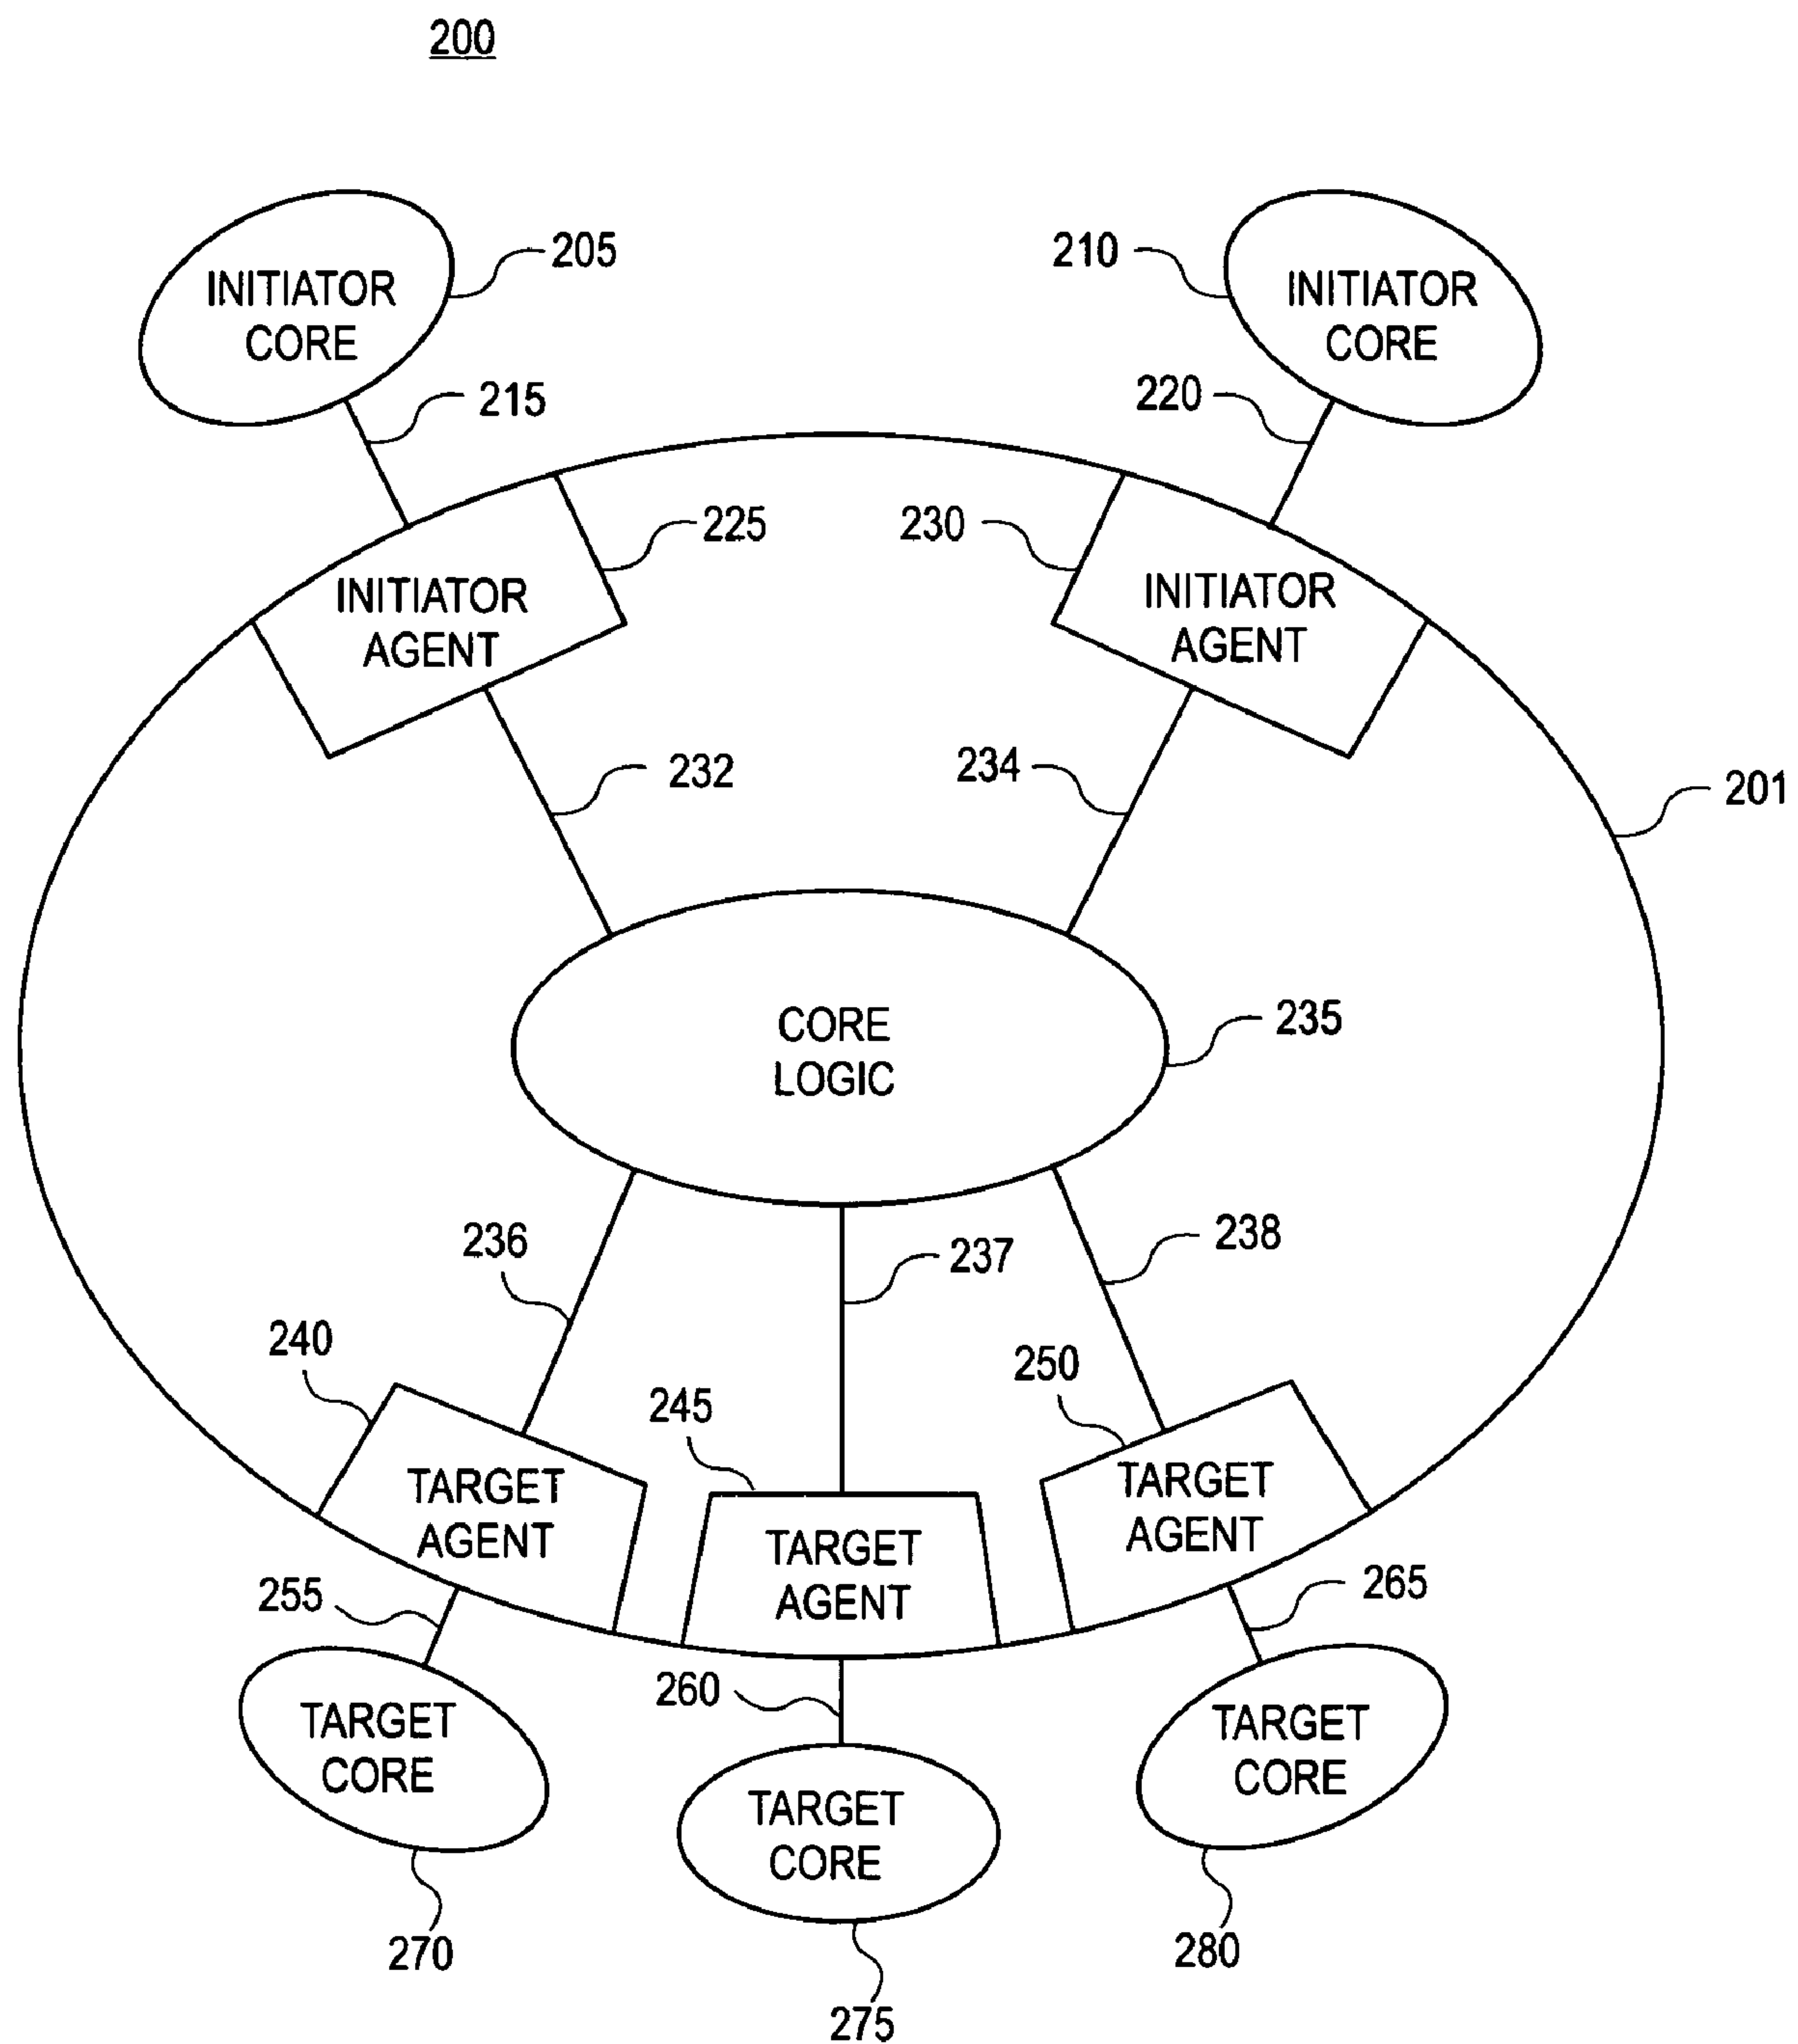 200
INITIATOR
CORE
205
210
INITIATOR
CORE
215
220
225
230
INITIATOR
AGENT
INITIATOR
AGENT
232
234
201
CORE
LOGIC
235
236
237
238
240
245
250
TARGET
AGENT
TARGET
AGENT
TARGET
AGENT
255
260
265
TARGET
CORE
TARGET
CORE
TARGET
CORE
270
275
280